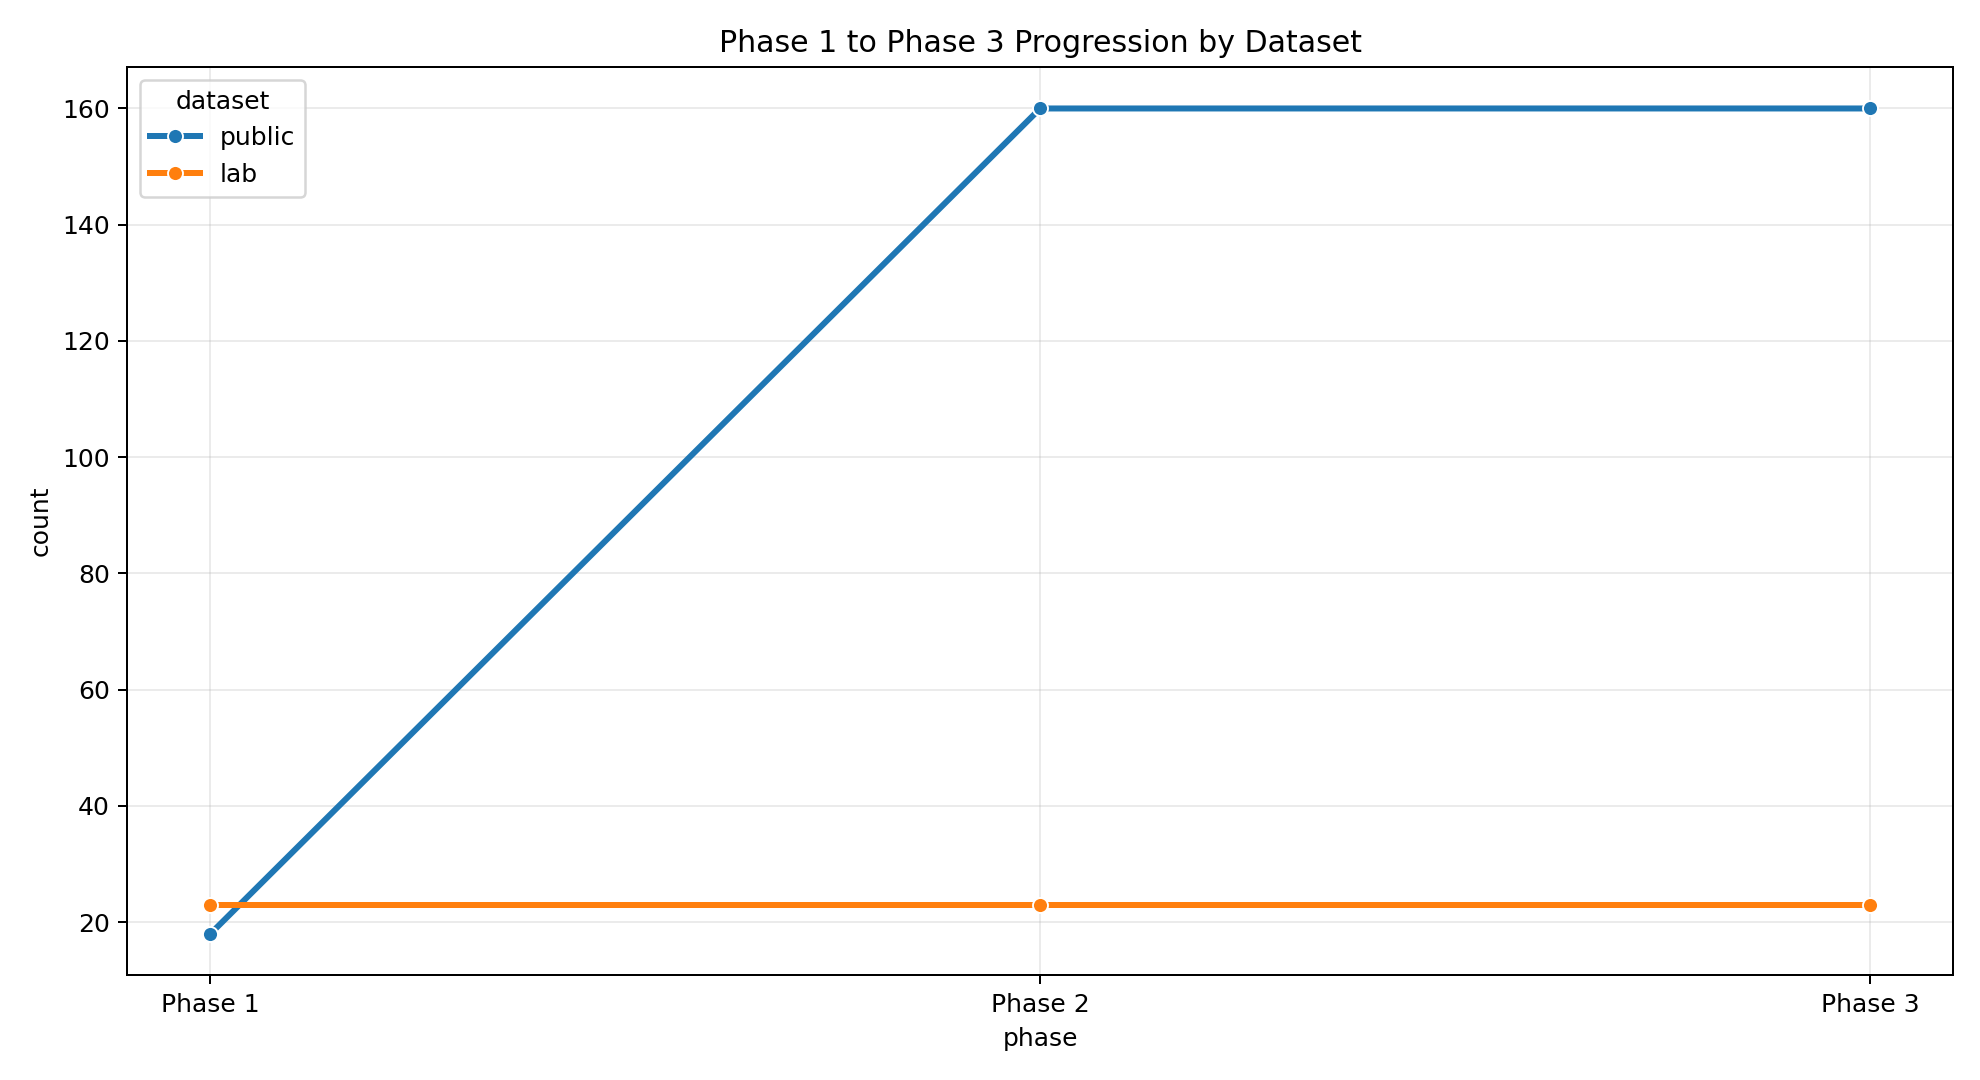 Phase 1 to Phase 3 Progression by Dataset
dataset
public
lab
160
140
120
100
80
60
40
20
count
Phase 1
Phase 2
Phase 3
phase